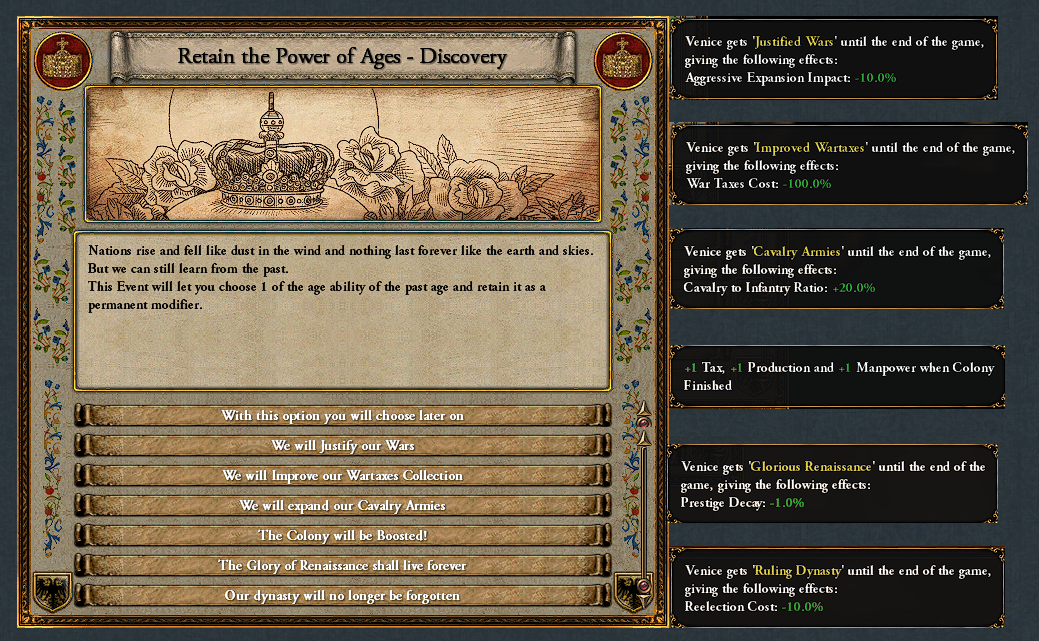 Retain the Power of Ages - Discovery
Nations rise and fell like dust in the wind and nothing last forever like the earth and skies.
But we can still learn from the past.
This Event will let you choose 1 of the age ability of the past age and retain it as a
permanent modifier.
With this option you will choose later on
We will Justify our Wars
We will Improve our Wartaxes Collection
We will expand our Cavalry Armies
The Colony will be Boosted!
The Glory of Renaissance shall live forever
Our dynasty will no longer be forgotten
Venice gets 'Justified Wars' until the end of the game,
giving the following effects:
Aggressive Expansion Impact: -10.0%
Venice gets 'Improved Wartaxes' until the end of the game,
giving the following effects:
War Taxes Cost: -100.0%
Venice gets 'Cavalry Armies' until the end of the game,
giving the following effects:
Cavalry to Infantry Ratio: +20.0%
+1 Tax, +1 Production and +1 Manpower when Colony
Finished
Venice gets 'Glorious Renaissance' until the end of the
game, giving the following effects:
Prestige Decay: -1.0%
Venice gets 'Ruling Dynasty' until the end of the game,
giving the following effects:
Reelection Cost: -10.0%